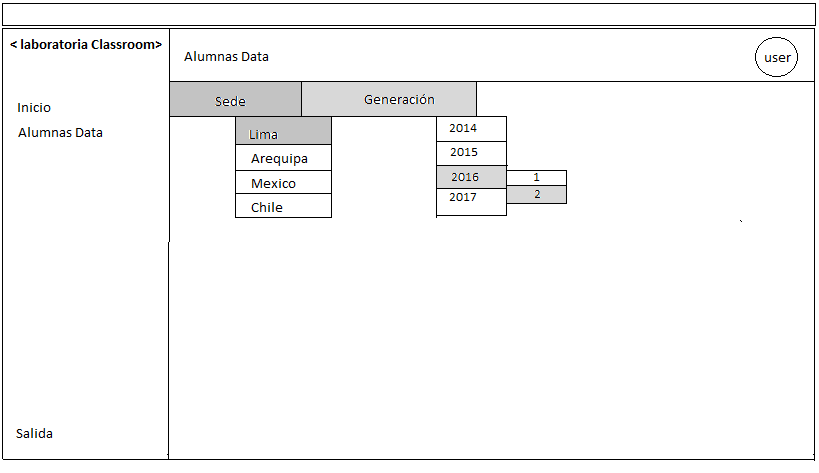 < laboratoria Classroom>
Alumnas Data
user
Inicio
Alumnas Data
Salida
Sede
Generación
Lima
Arequipa
Mexico
Chile
2014
2015
2016
2017
1
2